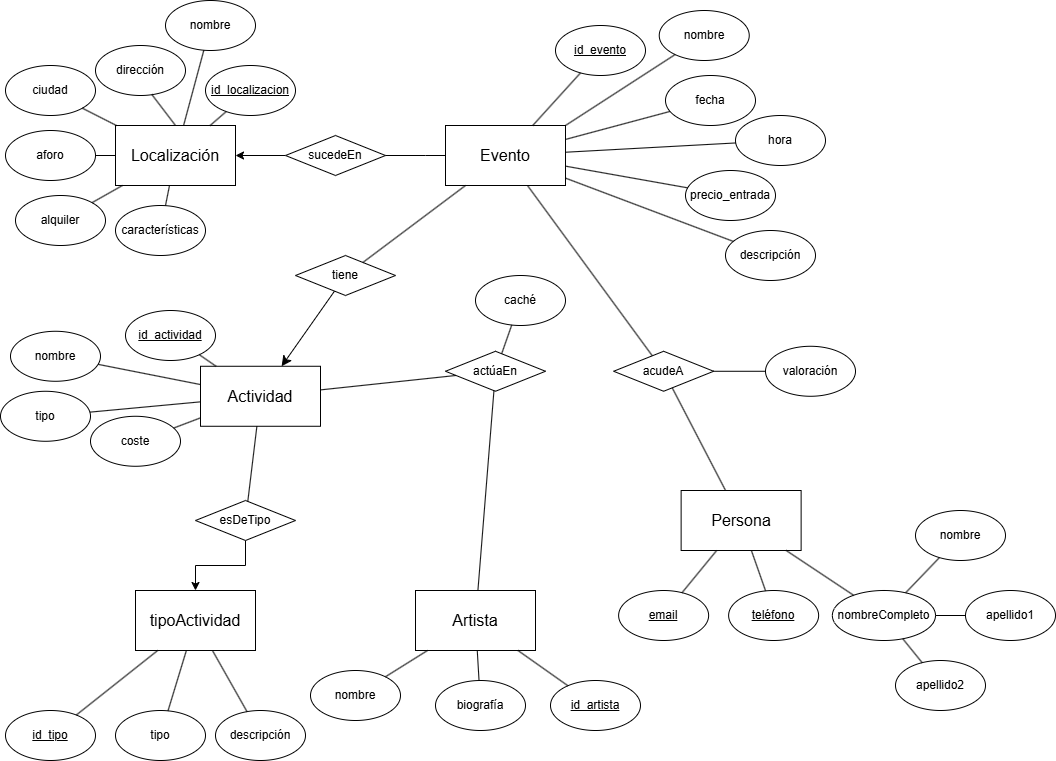 nombre
id_evento
nombre
dirección
ciudad
id_localizacion
fecha
hora
Localización
sucedeEn
Evento
aforo
precio_entrada
alquiler
características
descripción
tiene
caché
id_actividad
nombre
actúaEn
acudeA
valoración
Actividad
tipo
coste
esDeTipo
Persona
nombre
tipoActividad
Artista
email
teléfono
nombreCompleto
apellido1
nombre
biografía
id_artista
apellido2
id_tipo
tipo
descripción